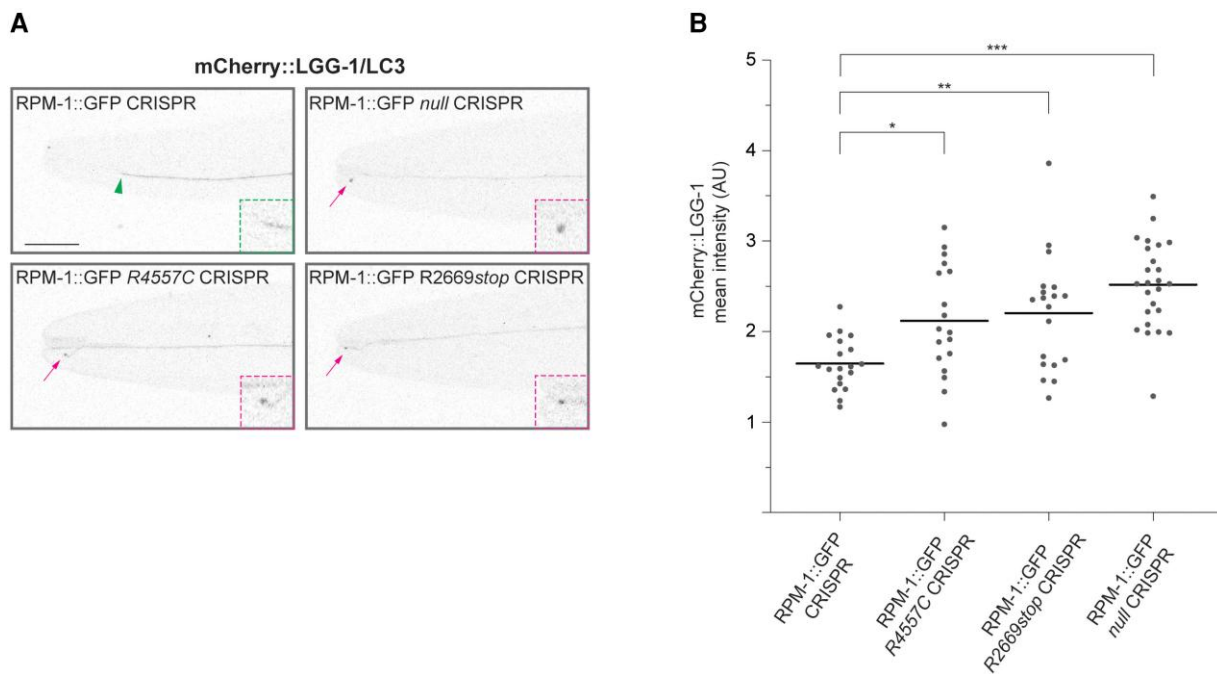 A
mCherry::LGG-1/LC3
RPM-1::GFP CRISPR
RPM-1::GFP null CRISPR
RPM-1::GFP R4557C CRISPR
RPM-1::GFP R2669stop CRISPR
B
mCherry::LGG-1
mean intensity (AU)
5
4
3
2
1
***
**
*
RPM-1::GFP
CRISPR
RPM-1::GFP
R4557C CRISPR
RPM-1::GFP
R2669stop CRISPR
RPM-1::GFP
null CRISPR